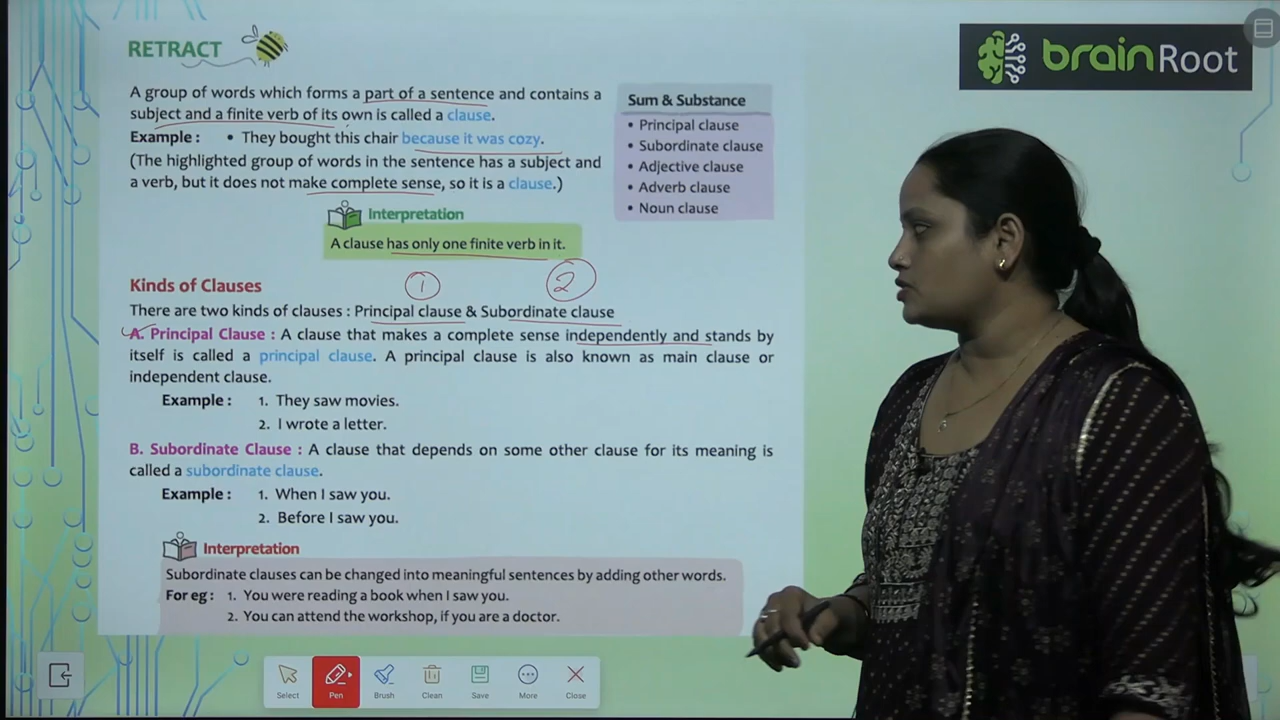 RETRACT
brainRoot
A group of words which forms a part of a sentence and contains a
subject and a finite verb of its own is called a clause.
Example : • They bought this chair because it was cozy.
(The highlighted group of words in the sentence has a subject and
a verb, but it does not make complete sense, so it is a clause.)
Sum & Substance
• Principal clause
• Subordinate clause
• Adjective clause
• Adverb clause
• Noun clause
Interpretation
A clause has only one finite verb in it.
1 2
Kinds of Clauses
There are two kinds of clauses : Principal clause & Subordinate clause
A. Principal Clause : A clause that makes a complete sense independently and stands by
itself is called a principal clause. A principal clause is also known as main clause or
independent clause.
Example : 1. They saw movies.
2. I wrote a letter.
B. Subordinate Clause : A clause that depends on some other clause for its meaning is
called a subordinate clause.
Example : 1. When I saw you.
2. Before I saw you.
Interpretation
Subordinate clauses can be changed into meaningful sentences by adding other words.
For eg : 1. You were reading a book when I saw you.
2. You can attend the workshop, if you are a doctor.
Select Pen Brush Clean Save More Close